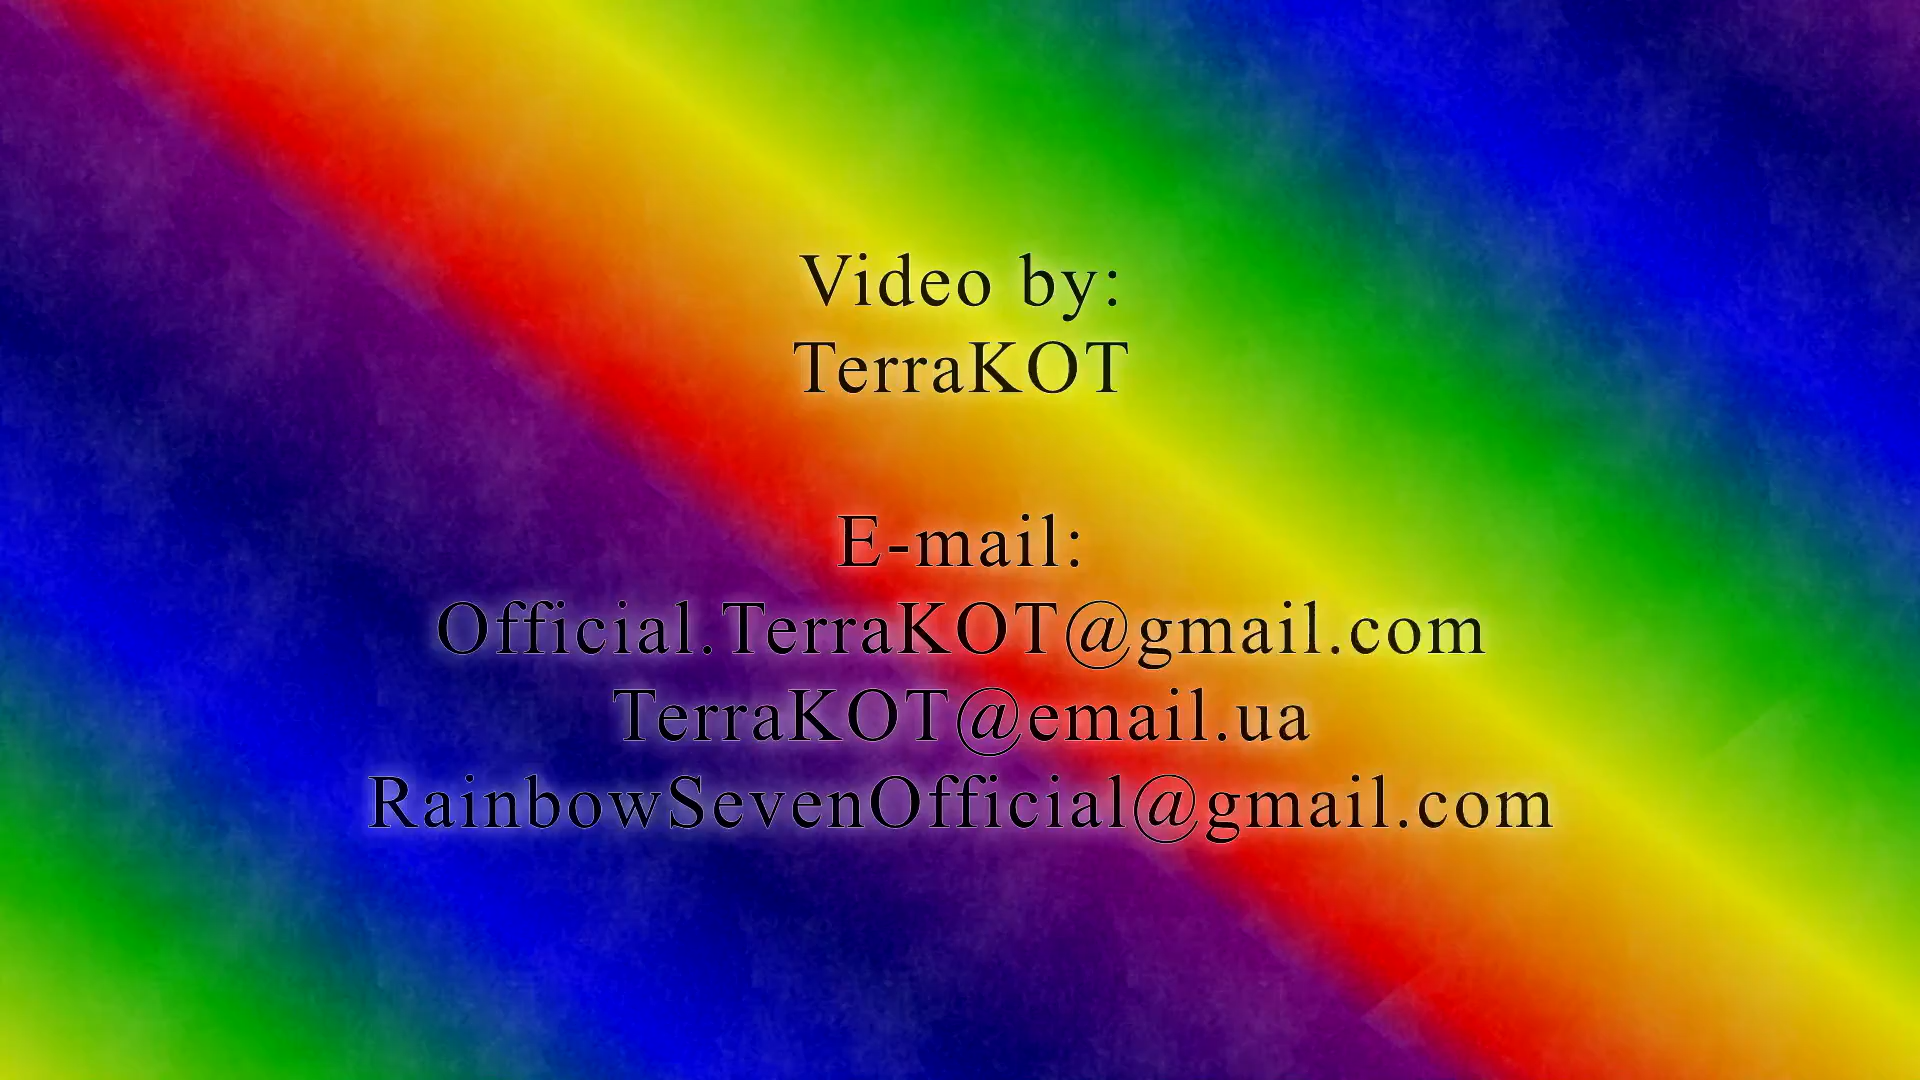 Video by:
TerraKOT
E-mail:
Official.TerraKOT@gmail.com
TerraKOT@email.ua
RainbowSevenOfficial@gmail.com